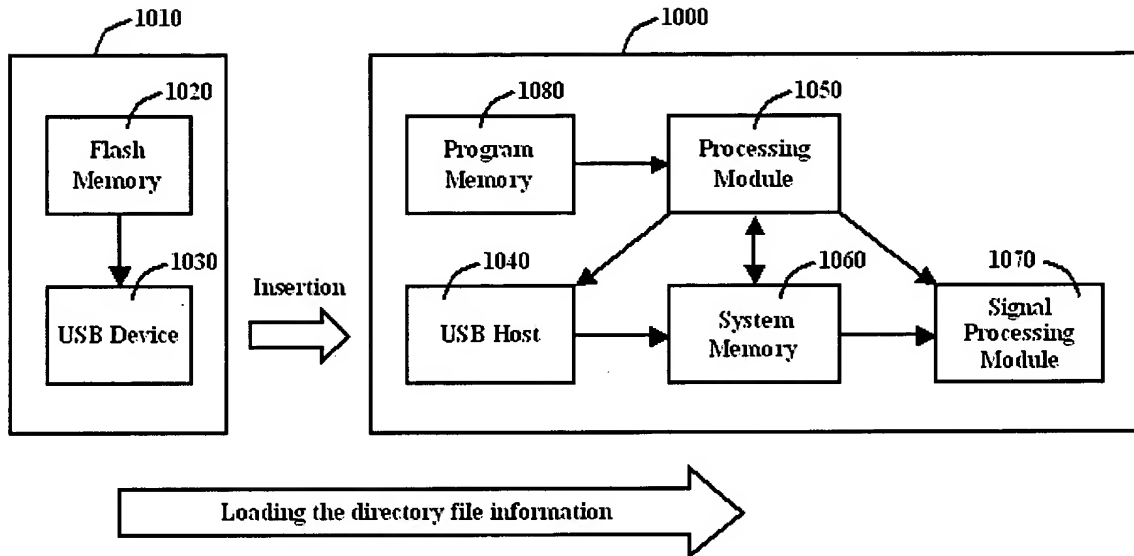 1010
1000
1020
1080
1050
Flash
Memory
Program
Memory
Processing
Module
1030
Insertion
1040
1060
1070
USB Device
USB Host
System
Memory
Signal
Processing
Module
Loading the directory file information